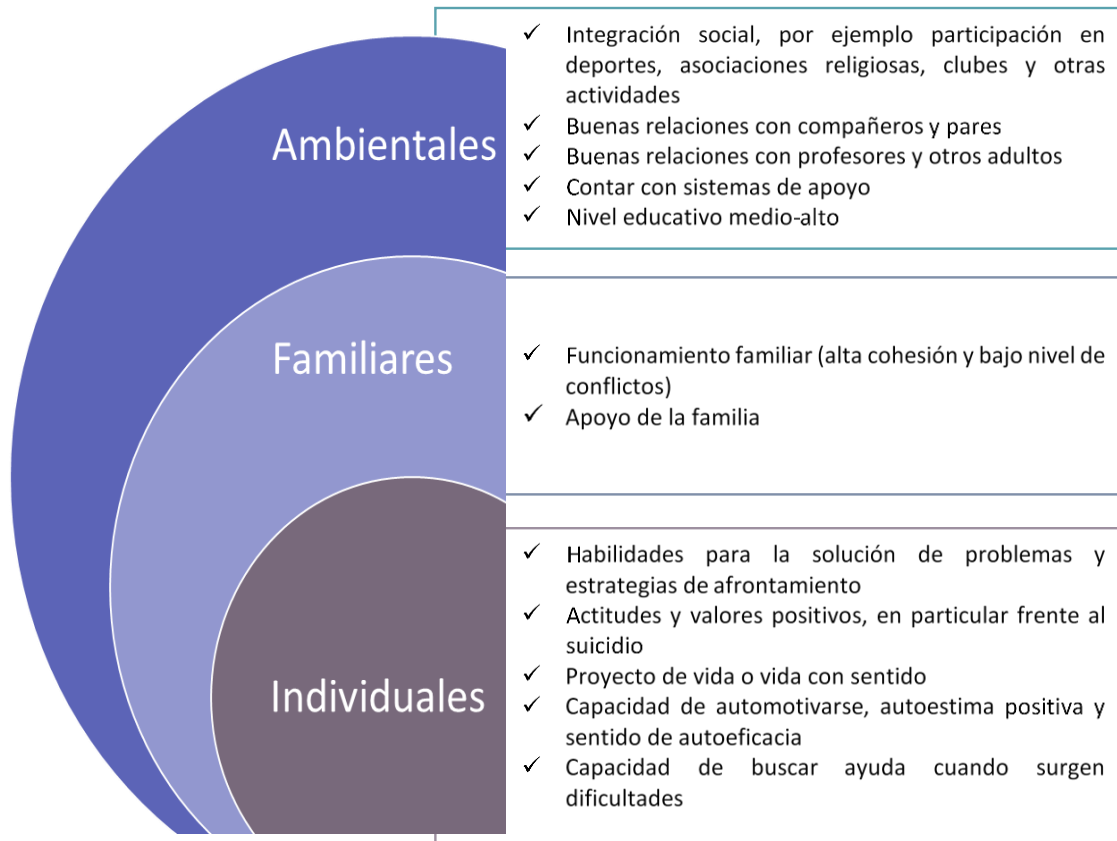 Ambientales
✓ Integración social, por ejemplo participación en
deportes, asociaciones religiosas, clubes y otras
actividades
✓ Buenas relaciones con compañeros y pares
✓ Buenas relaciones con profesores y otros adultos
✓ Contar con sistemas de apoyo
✓ Nivel educativo medio-alto
Familiares
✓ Funcionamiento familiar (alta cohesión y bajo nivel de
conflictos)
✓ Apoyo de la familia
Individuales
✓ Habilidades para la solución de problemas y
estrategias de afrontamiento
✓ Actitudes y valores positivos, en particular frente al
suicidio
✓ Proyecto de vida o vida con sentido
✓ Capacidad de automotivarse, autoestima positiva y
sentido de autoeficacia
✓ Capacidad de buscar ayuda cuando surgen
dificultades